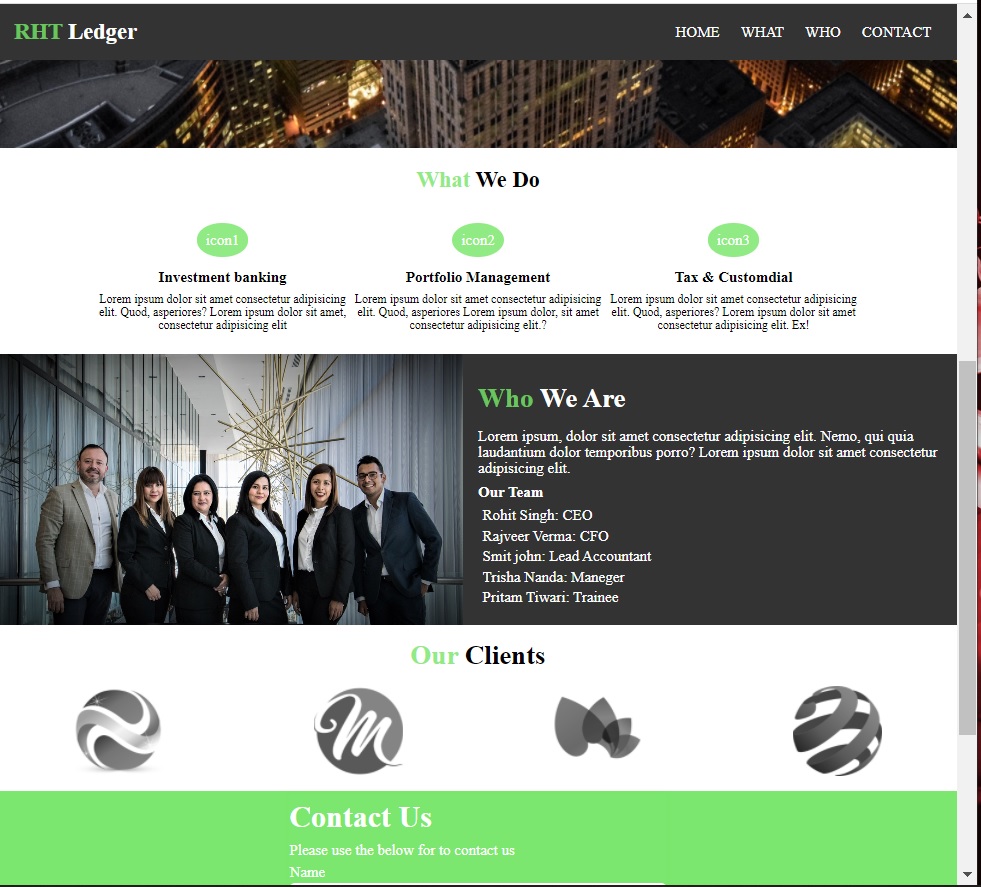 RHT Ledger
HOME WHAT WHO CONTACT
What We Do
icon1 icon2 icon3
Investment banking
Lorem ipsum dolor sit amet consectetur adipisicing
elit. Quod, asperiores? Lorem ipsum dolor sit amet,
consectetur adipisicing elit
Portfolio Management
Lorem ipsum dolor sit amet consectetur adipisicing
elit. Quod, asperiores Lorem ipsum dolor, sit amet
consectetur adipisicing elit.?
Tax & Customdial
Lorem ipsum dolor sit amet consectetur adipisicing
elit. Quod, asperiores? Lorem ipsum dolor sit amet
consectetur adipisicing elit. Ex!
Who We Are
Lorem ipsum, dolor sit amet consectetur adipisicing elit. Nemo, qui quia
laudantium dolor temporibus porro? Lorem ipsum dolor sit amet consectetur
adipisicing elit.
Our Team
Rohit Singh: CEO
Rajveer Verma: CFO
Smit john: Lead Accountant
Trisha Nanda: Maneger
Pritam Tiwari: Trainee
Our Clients
M
Contact Us
Please use the below for to contact us
Name